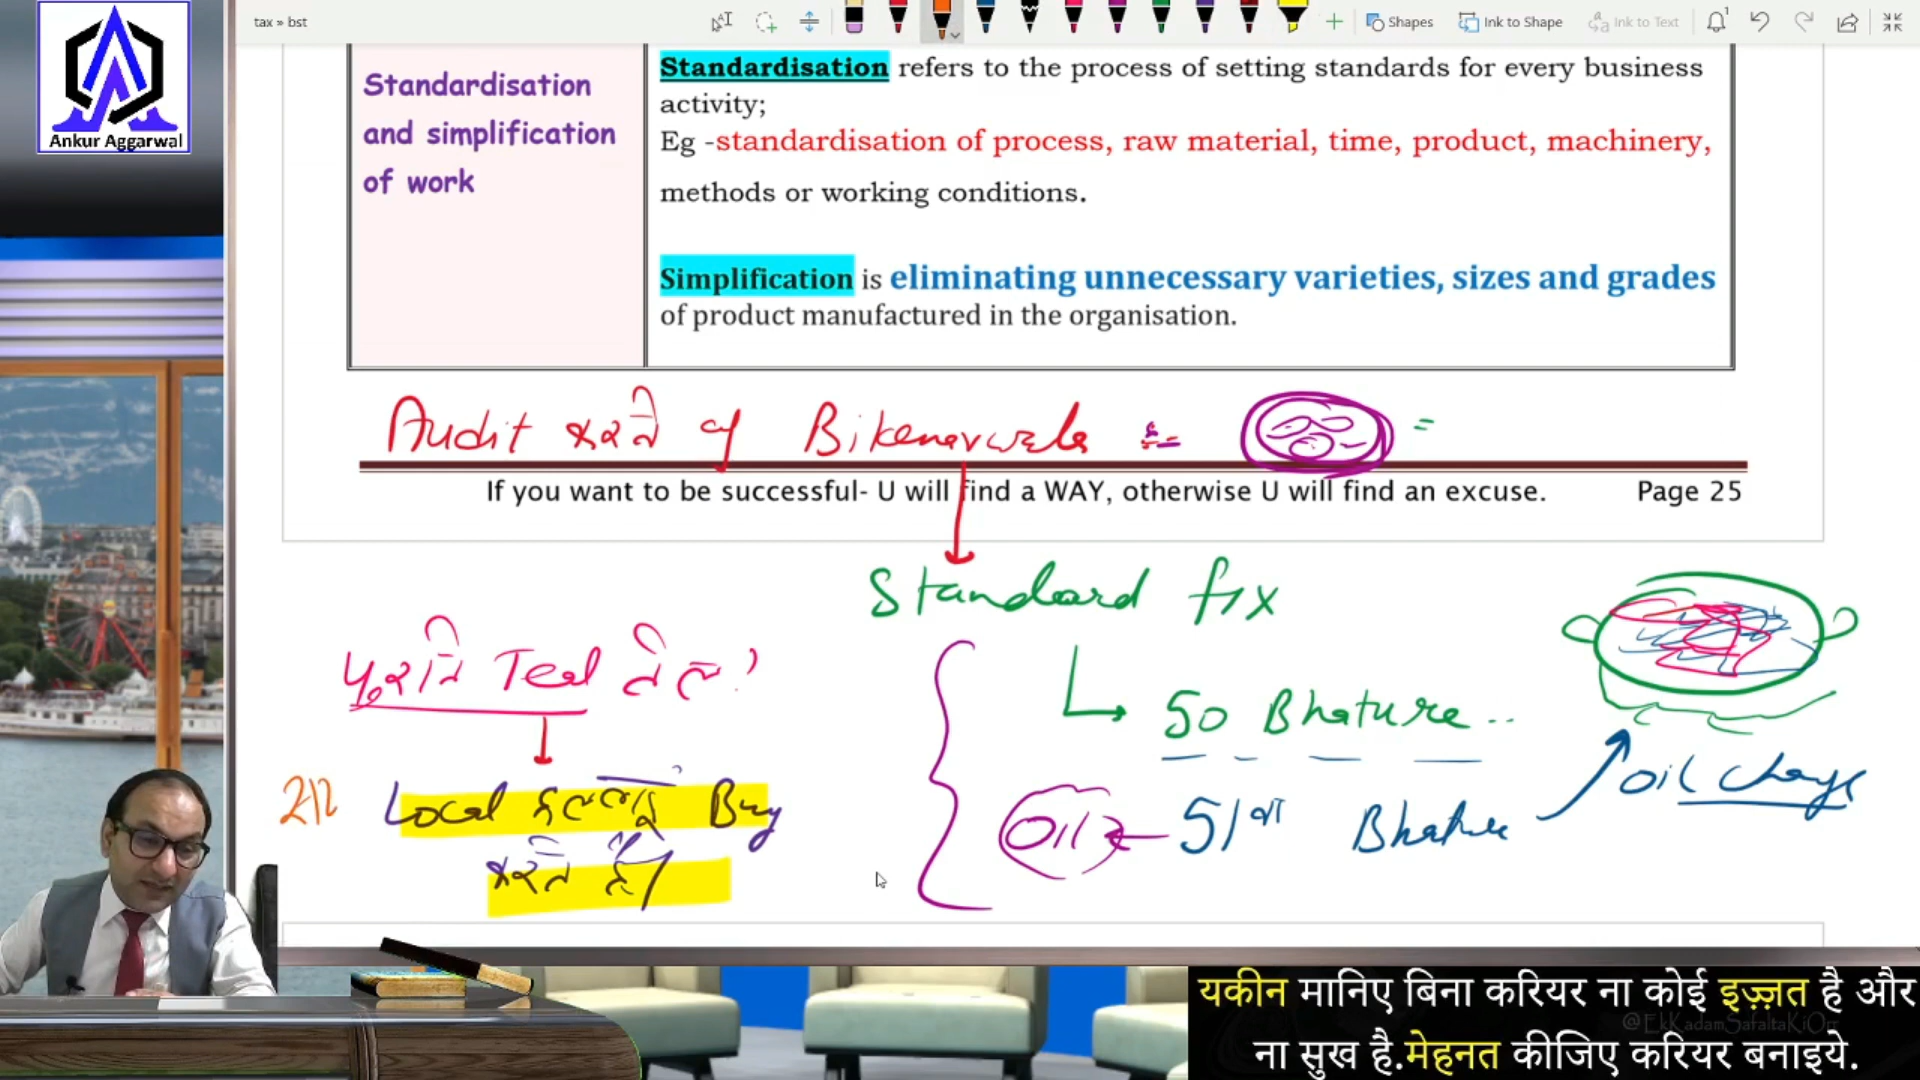 tax » bst
Shapes
Ink to Shape
Ink to Text
Ankur Aggarwal
Standardisation
and simplification
of work
Standardisation refers to the process of setting standards for every business
activity;
Eg -standardisation of process, raw material, time, product, machinery,
methods or working conditions.
Simplification is eliminating unnecessary varieties, sizes and grades
of product manufactured in the organisation.
Audit करने of Bikenerwala
If you want to be successful- U will find a WAY, otherwise U will find an excuse.
Page 25
Standard fix
पुराने Teal तेल?
50 Bhature..
Local हलवाई Buy
करते हैं
oil change
Oil
51वा Bhature
यकीन मानिए बिना करियर ना कोई इज़्ज़त है और
ना सुख है.मेहनत कीजिए करियर बनाइये.
@EkKadamSafaltaKiOrr